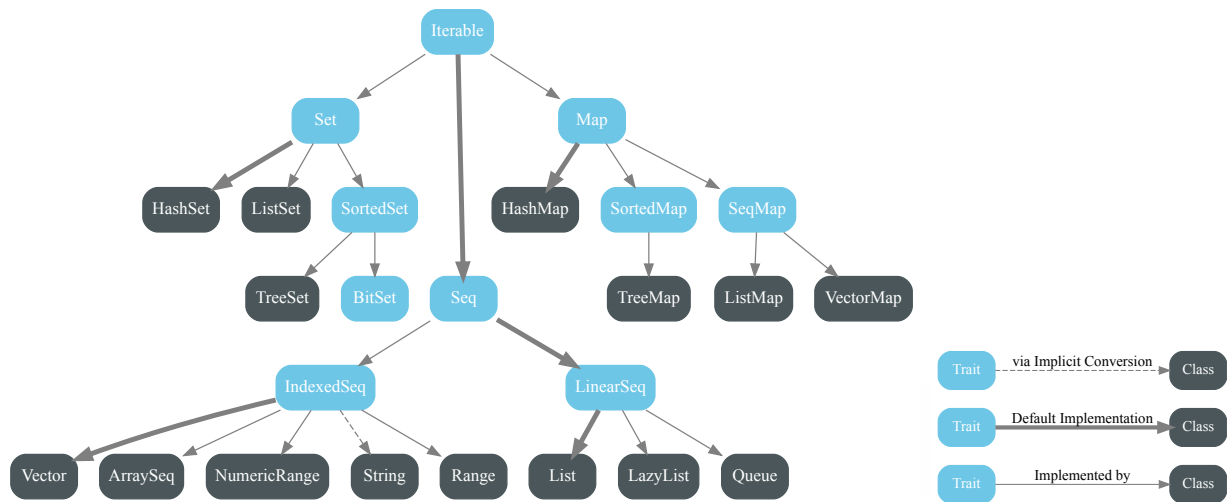 Iterable
Set
Map
HashSet
ListSet
SortedSet
HashMap
SortedMap
SeqMap
TreeSet
BitSet
Seq
TreeMap
ListMap
VectorMap
IndexedSeq
LinearSeq
Vector
ArraySeq
NumericRange
String
Range
List
LazyList
Queue
Trait
via Implicit Conversion
Class
Trait
Default Implementation
Class
Trait
Implemented by
Class